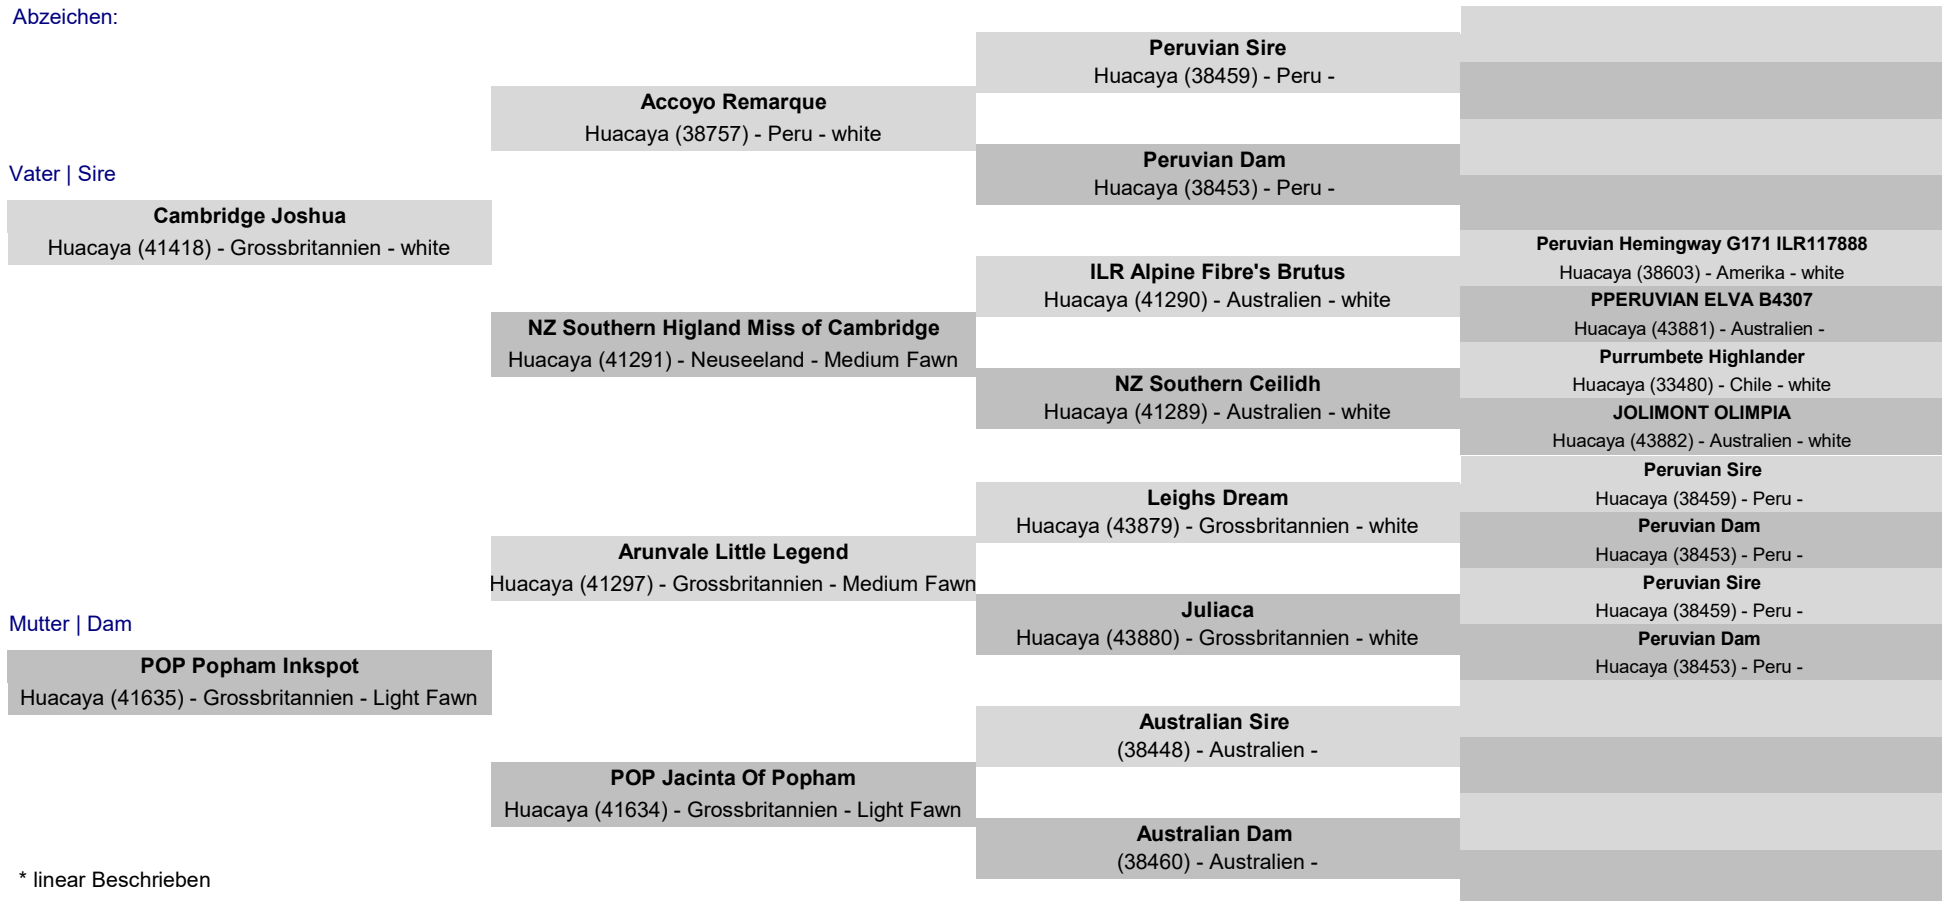 Abzeichen:
Vater | Sire
Cambridge Joshua
Huacaya (41418) - Grossbritannien - white
Mutter | Dam
POP Popham Inkspot
Huacaya (41635) - Grossbritannien - Light Fawn
* linear Beschrieben
Accoyo Remarque
Huacaya (38757) - Peru - white
NZ Southern Higland Miss of Cambridge
Huacaya (41291) - Neuseeland - Medium Fawn
Arunvale Little Legend
Huacaya (41297) - Grossbritannien - Medium Fawn
POP Jacinta Of Popham
Huacaya (41634) - Grossbritannien - Light Fawn
Peruvian Sire
Huacaya (38459) - Peru -
Peruvian Dam
Huacaya (38453) - Peru -
ILR Alpine Fibre's Brutus
Huacaya (41290) - Australien - white
NZ Southern Ceilidh
Huacaya (41289) - Australien - white
Leighs Dream
Huacaya (43879) - Grossbritannien - white
Juliaca
Huacaya (43880) - Grossbritannien - white
Australian Sire
(38448) - Australien -
Australian Dam
(38460) - Australien -
Peruvian Hemingway G171 ILR117888
Huacaya (38603) - Amerika - white
PPERUVIAN ELVA B4307
Huacaya (43881) - Australien -
Purrumbete Highlander
Huacaya (33480) - Chile - white
JOLIMONT OLIMPIA
Huacaya (43882) - Australien - white
Peruvian Sire
Huacaya (38459) - Peru -
Peruvian Dam
Huacaya (38453) - Peru -
Peruvian Sire
Huacaya (38459) - Peru -
Peruvian Dam
Huacaya (38453) - Peru -